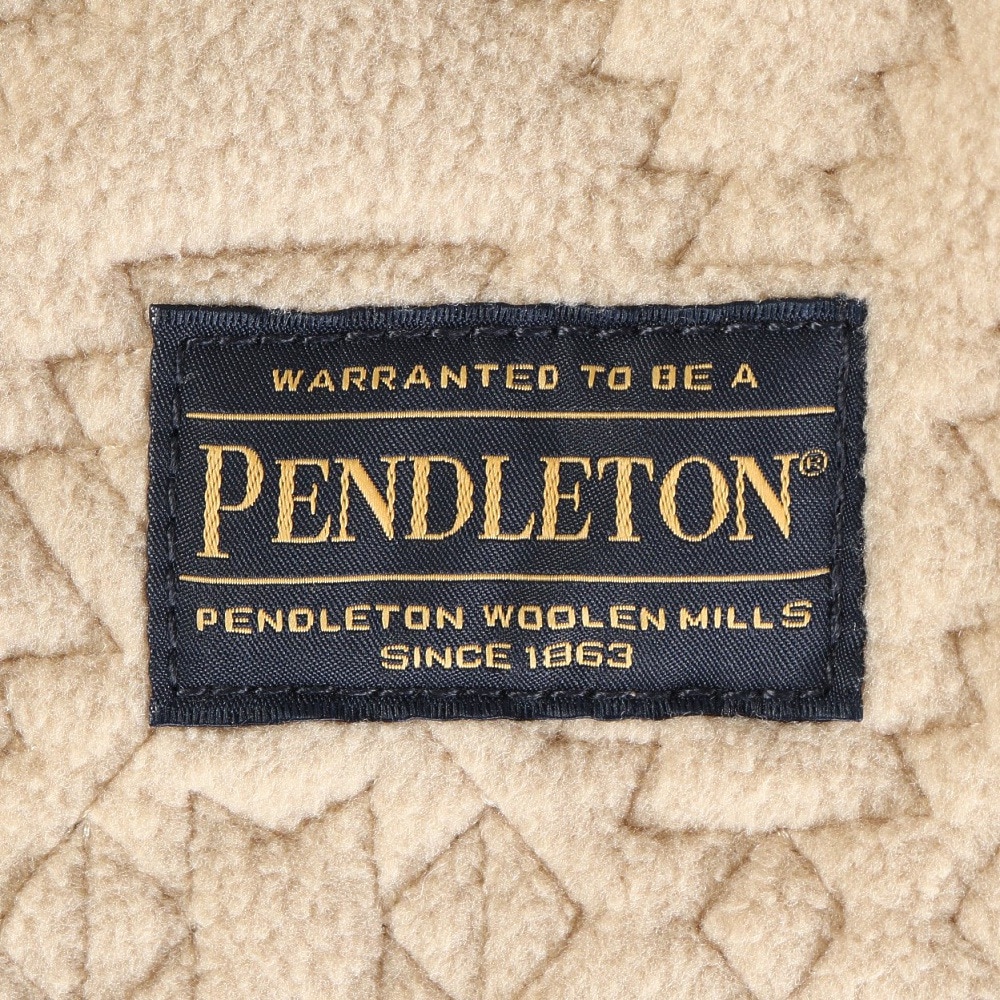 WARRANTED TO BE A
PENDLETON®
PENDLETON WOOLEN MILLS
SINCE 1863